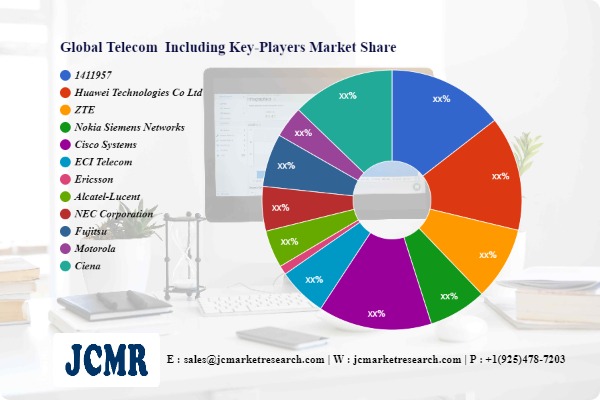 Global Telecom Including Key-Players Market Share
1411957
Huawei Technologies Co Ltd
ZTE
Nokia Siemens Networks
Cisco Systems
ECI Telecom
Ericsson
Alcatel-Lucent
NEC Corporation
Fujitsu
Motorola
Ciena
xx%
xx%
xx%
xx%
xx%
xx%
xx%
xx%
xx%
xx%
xx%
JCMR
E : sales@jcmarketresearch.com | W : jcmarketresearch.com | P : +1(925)478-7203